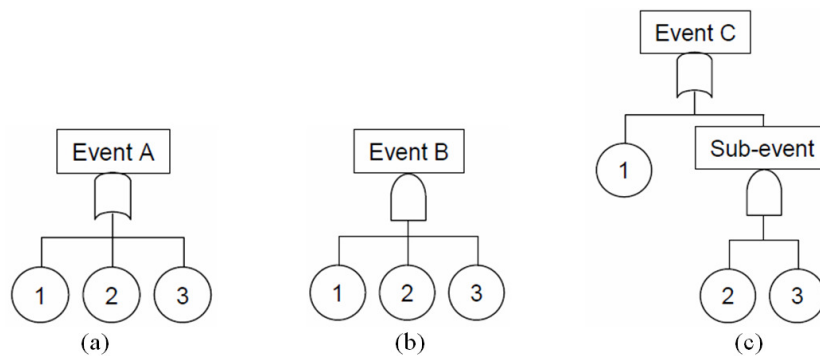 Event A
1 2 3
(a)
Event B
1 2 3
(b)
Event C
1
Sub-event
2 3
(c)